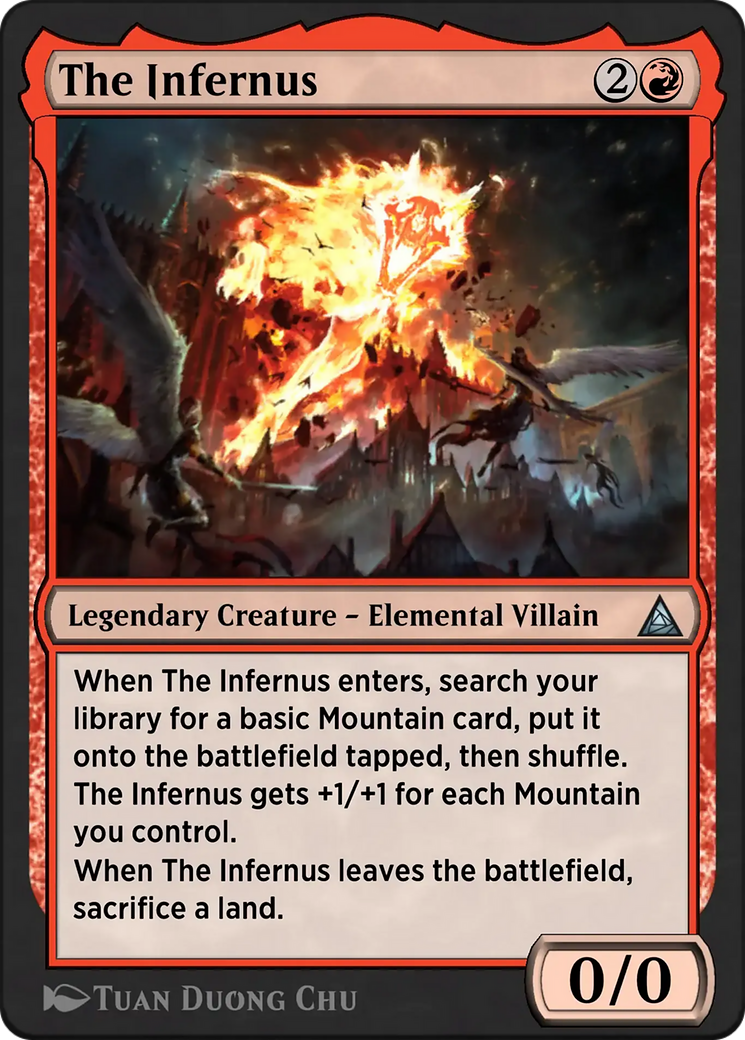 The Infernus 2
Legendary Creature – Elemental Villain
When The Infernus enters, search your
library for a basic Mountain card, put it
onto the battlefield tapped, then shuffle.
The Infernus gets +1/+1 for each Mountain
you control.
When The Infernus leaves the battlefield,
sacrifice a land.
0/0
Tuan Duong Chu